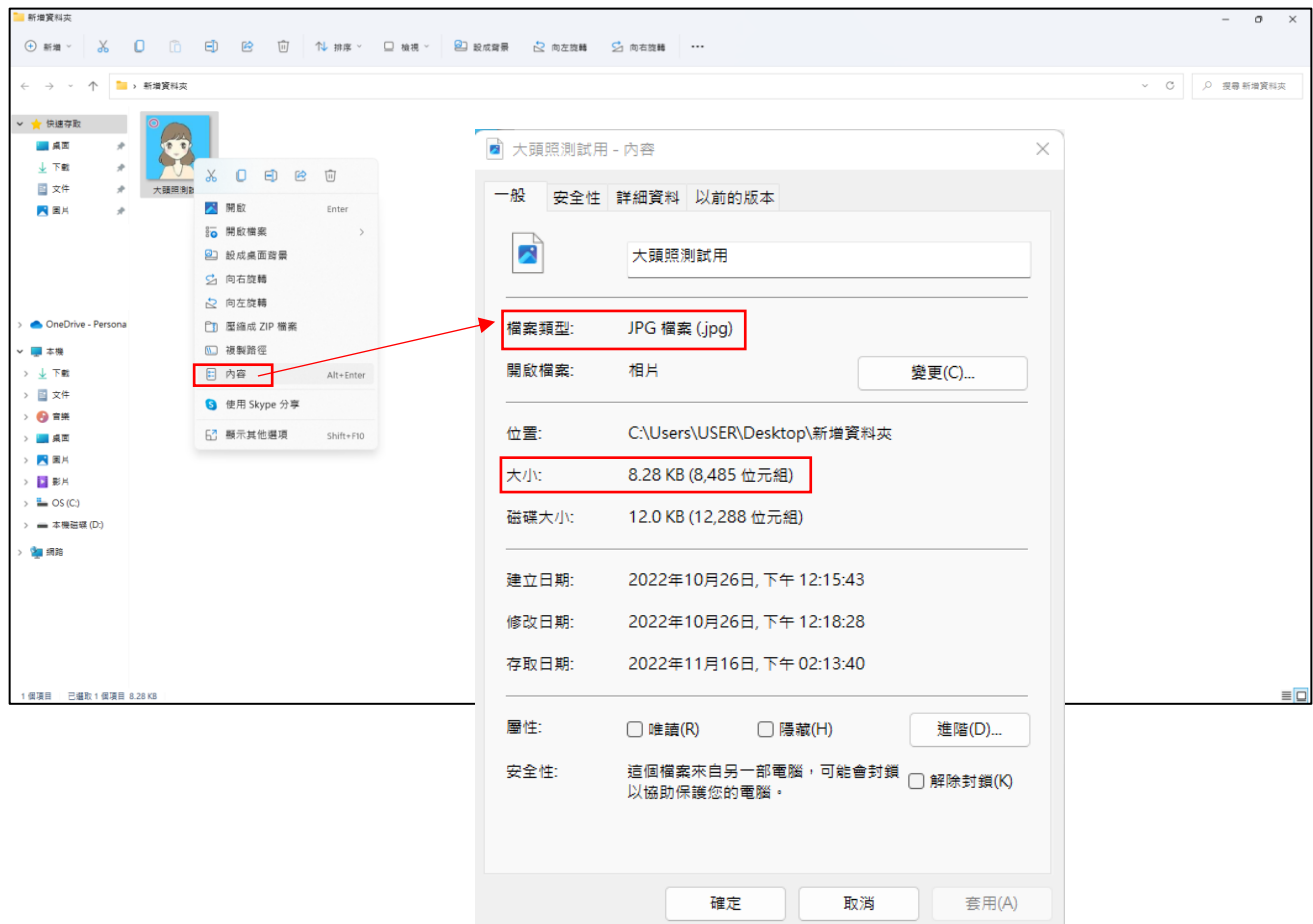 新增資料夾
新增
排序
檢視
設成背景
向左旋轉
向右旋轉
新增資料夾
搜尋 新增資料夾
快速存取
桌面
下載
文件
圖片
OneDrive - Persona
本機
下載
文件
音樂
桌面
圖片
影片
OS (C:)
本機磁碟 (D:)
網路
大頭照測試
開啟 Enter
開啟檔案
設成桌面背景
向右旋轉
向左旋轉
壓縮成 ZIP 檔案
複製路徑
內容 Alt+Enter
使用 Skype 分享
顯示其他選項 Shift+F10
1 個項目 已選取 1 個項目 8.28 KB
大頭照測試用 - 內容
一般 安全性 詳細資料 以前的版本
大頭照測試用
檔案類型: JPG 檔案 (.jpg)
開啟檔案: 相片 變更(C)...
位置: C:\Users\USER\Desktop\新增資料夾
大小: 8.28 KB (8,485 位元組)
磁碟大小: 12.0 KB (12,288 位元組)
建立日期: 2022年10月26日, 下午 12:15:43
修改日期: 2022年10月26日, 下午 12:18:28
存取日期: 2022年11月16日, 下午 02:13:40
屬性: 唯讀(R) 隱藏(H) 進階(D)...
安全性: 這個檔案來自另一部電腦，可能會封鎖
以協助保護您的電腦。 解除封鎖(K)
確定 取消 套用(A)